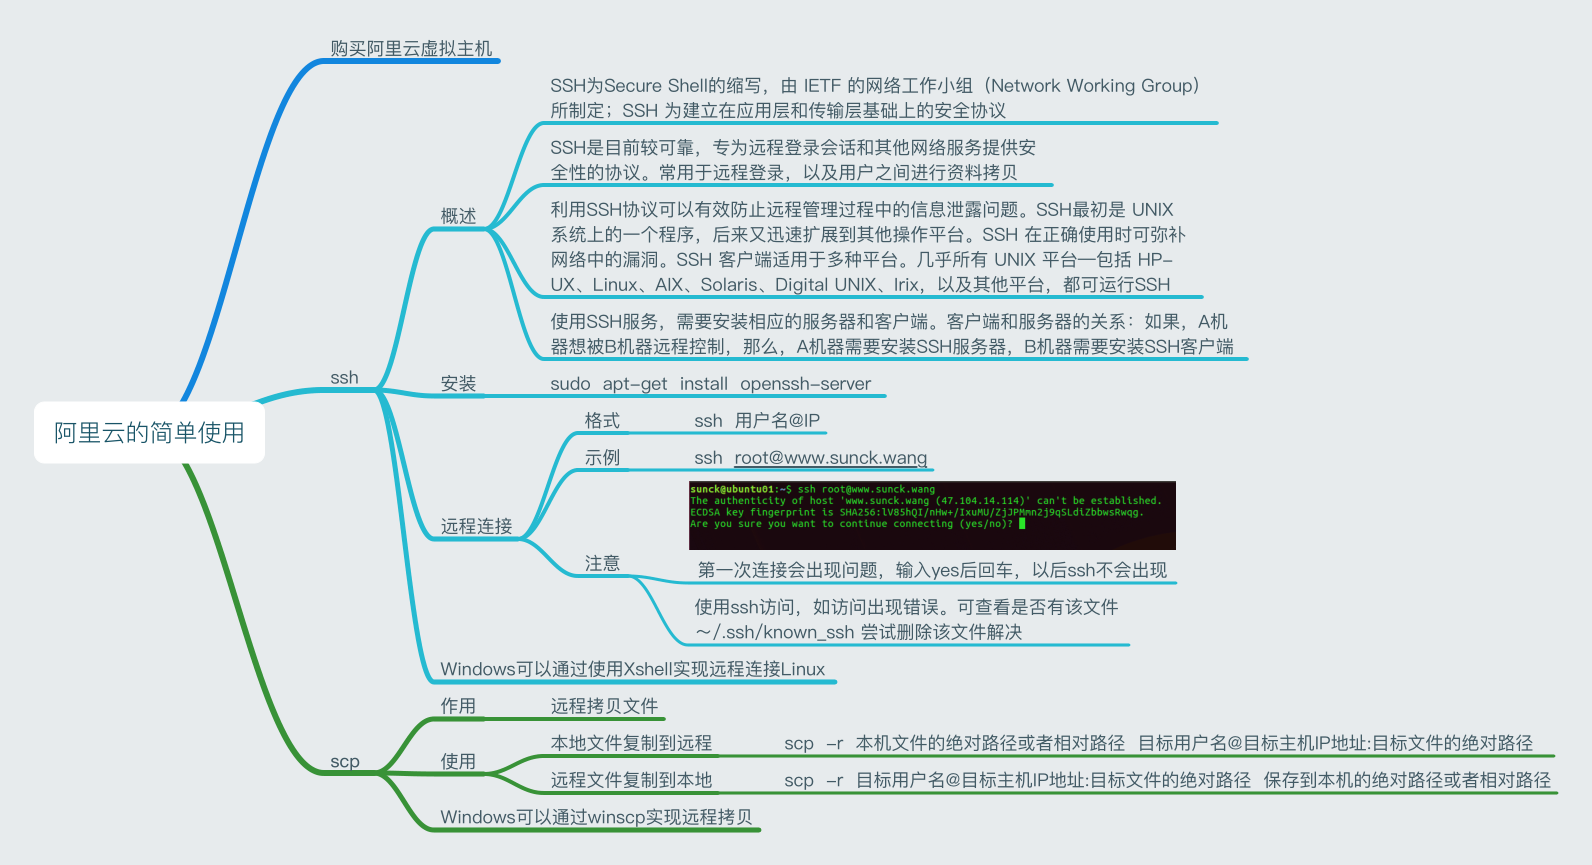 购买阿里云虚拟主机
SSH为Secure Shell的缩写，由 IETF 的网络工作小组（Network Working Group）
所制定；SSH 为建立在应用层和传输层基础上的安全协议
SSH是目前较可靠，专为远程登录会话和其他网络服务提供安
全性的协议。常用于远程登录，以及用户之间进行资料拷贝
概述
利用SSH协议可以有效防止远程管理过程中的信息泄露问题。SSH最初是 UNIX
系统上的一个程序，后来又迅速扩展到其他操作平台。SSH 在正确使用时可弥补
网络中的漏洞。SSH 客户端适用于多种平台。几乎所有 UNIX 平台—包括 HP-
UX、Linux、AIX、Solaris、Digital UNIX、Irix，以及其他平台，都可运行SSH
使用SSH服务，需要安装相应的服务器和客户端。客户端和服务器的关系：如果，A机
器想被B机器远程控制，那么，A机器需要安装SSH服务器，B机器需要安装SSH客户端
ssh
安装
sudo apt-get install openssh-server
阿里云的简单使用
格式
ssh 用户名@IP
示例
ssh root@www.sunck.wang
sunck@ubuntu01:~$ ssh root@www.sunck.wang
The authenticity of host 'www.sunck.wang (47.104.14.114)' can't be established.
ECDSA key fingerprint is SHA256:lV85hQI/nHw+/IxuMU/ZjJPMmn2j9qSLdiZbbwsRwqg.
Are you sure you want to continue connecting (yes/no)?
远程连接
注意
第一次连接会出现问题，输入yes后回车，以后ssh不会出现
使用ssh访问，如访问出现错误。可查看是否有该文件
～/.ssh/known_ssh 尝试删除该文件解决
Windows可以通过使用Xshell实现远程连接Linux
作用
远程拷贝文件
scp
使用
本地文件复制到远程
scp -r 本机文件的绝对路径或者相对路径 目标用户名@目标主机IP地址:目标文件的绝对路径
远程文件复制到本地
scp -r 目标用户名@目标主机IP地址:目标文件的绝对路径 保存到本机的绝对路径或者相对路径
Windows可以通过winscp实现远程拷贝